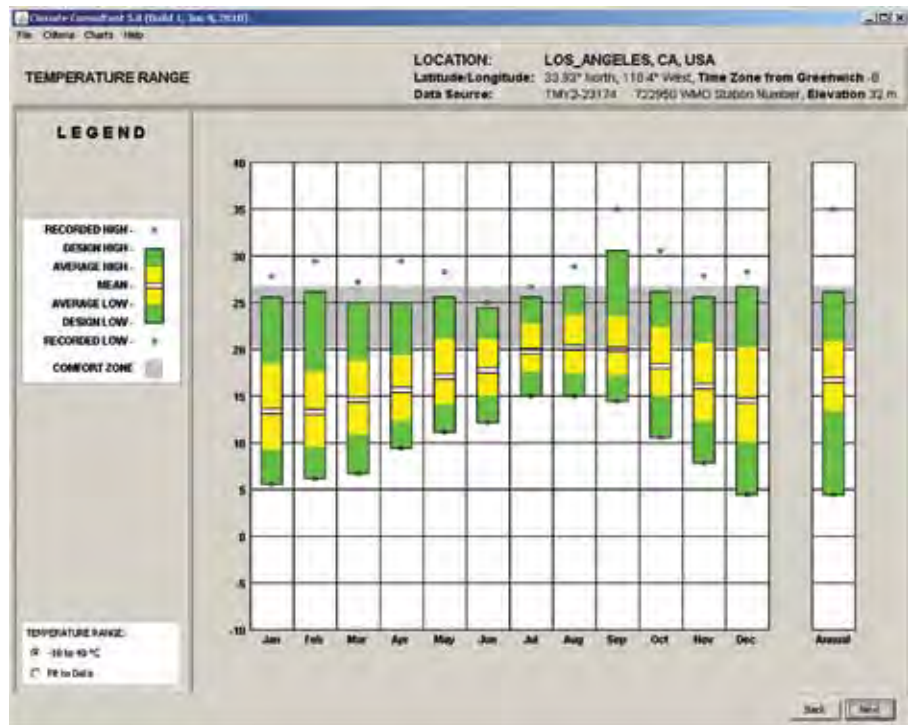 Climate Consultant 5.0 (Build 1, Jun 9, 2010)
File Criteria Charts Help
TEMPERATURE RANGE
LOCATION: LOS_ANGELES, CA, USA
Latitude/Longitude: 33.93° North, 118.4° West, Time Zone from Greenwich -8
Data Source: TMY2-23174 722950 WMO Station Number, Elevation 32 m
LEGEND
RECORDED HIGH -
DESIGN HIGH -
AVERAGE HIGH -
MEAN -
AVERAGE LOW -
DESIGN LOW -
RECORDED LOW -
COMFORT ZONE
40
35
30
25
20
15
10
5
0
-5
-10
Jan Feb Mar Apr May Jun Jul Aug Sep Oct Nov Dec Annual
TEMPERATURE RANGE:
-10 to 40 °C
Fit to Data
Back Next